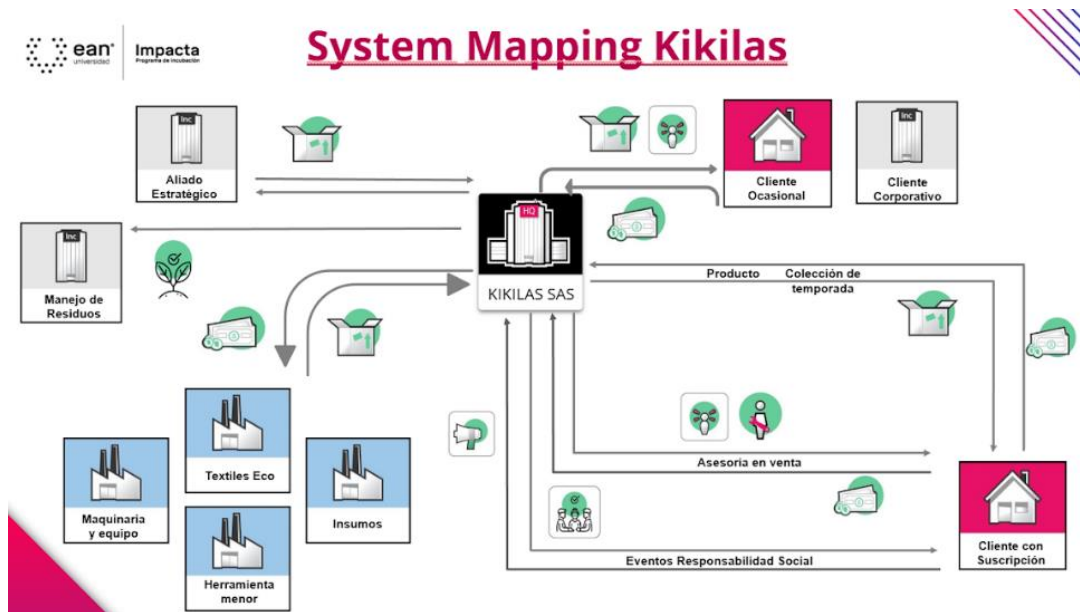 ean
universidad
Impacta
Programa de Incubación
System Mapping Kikilas
Inc
Aliado
Estratégico
Cliente
Ocasional
Inc
Cliente
Corporativo
Inc
Manejo de
Residuos
HQ
KIKILAS SAS
Producto Colección de
temporada
Textiles Eco
Maquinaria
y equipo
Insumos
Herramienta
menor
Asesoria en venta
Eventos Responsabilidad Social
Cliente con
Suscripción